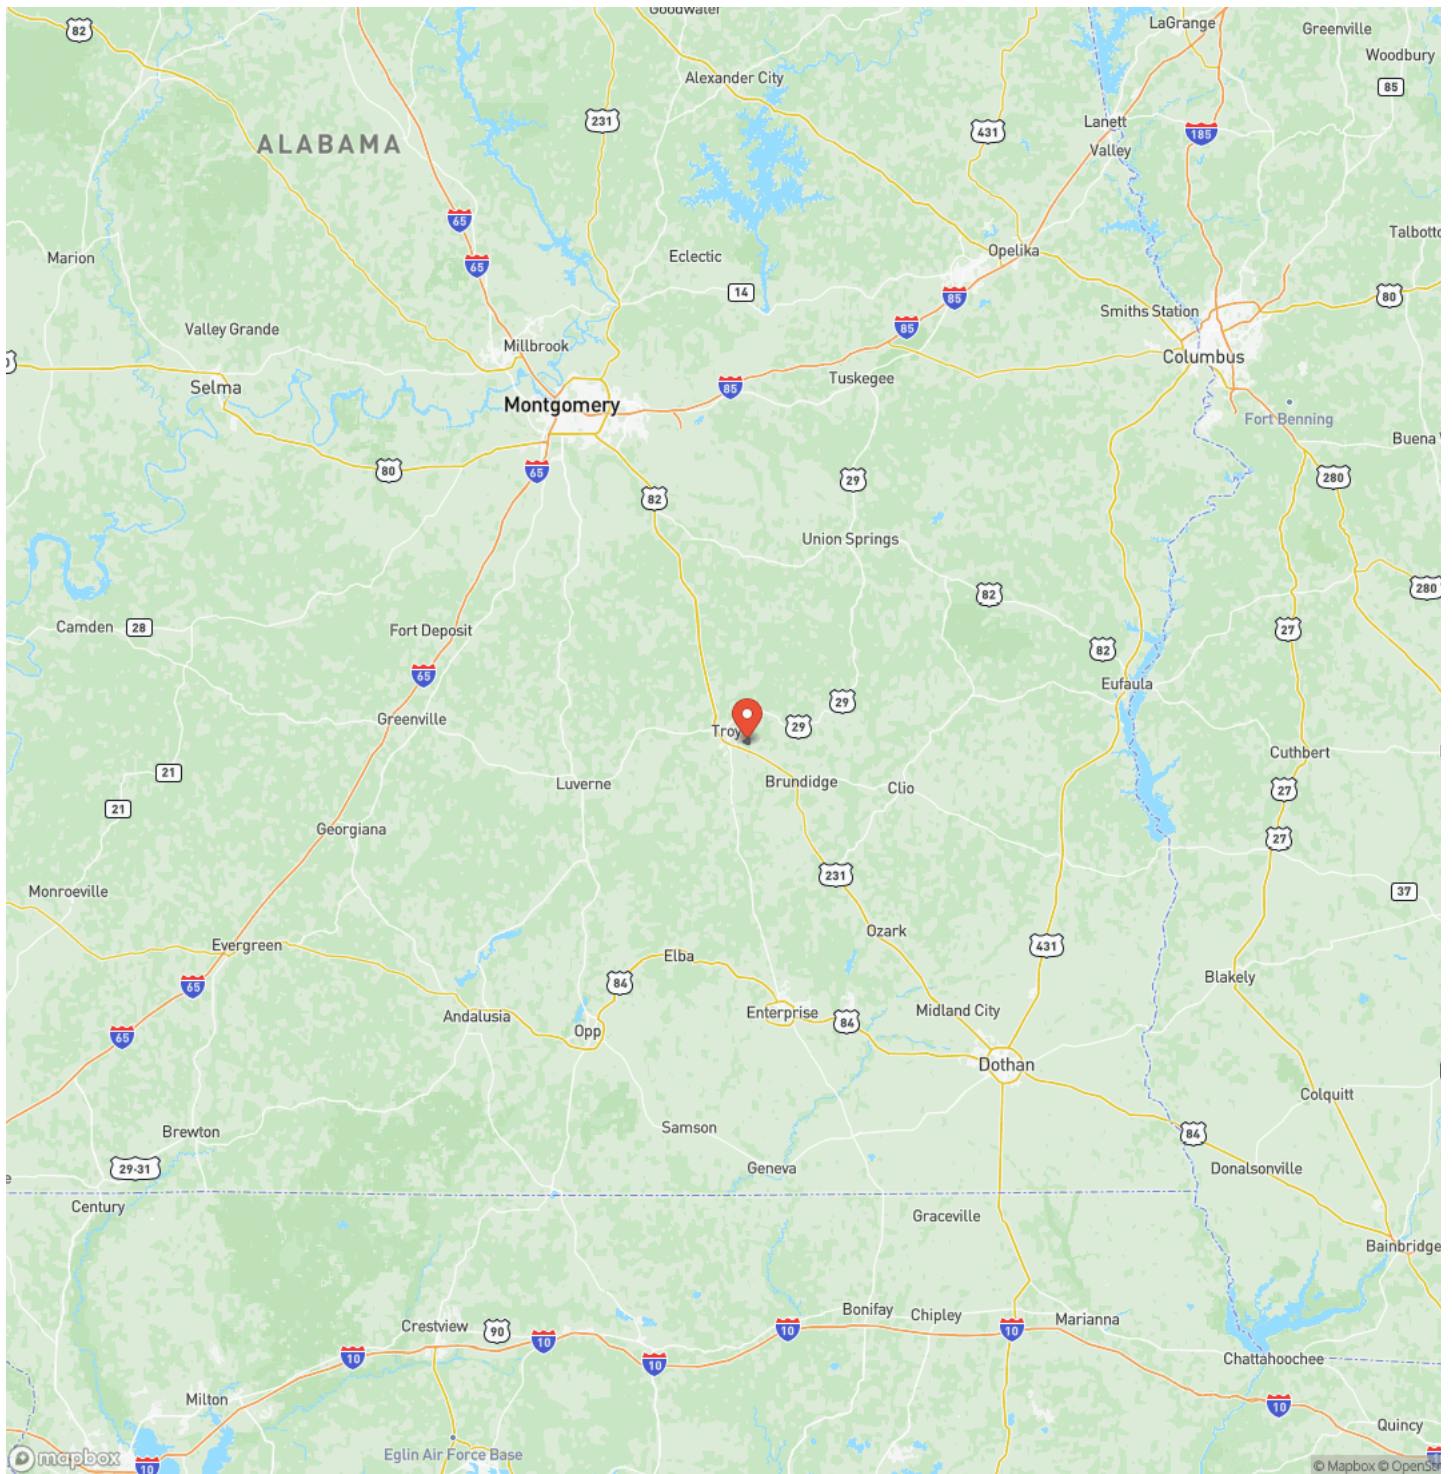 Goodwater
82
LaGrange
Greenville
Woodbury
Alexander City
85
231
Lanett
431
185
ALABAMA
Valley
65
Talbotto
Marion
Eclectic
Opelika
65
14
85
80
Smiths Station
Valley Grande
85
Millbrook
Columbus
Selma
85
Tuskegee
Montgomery
Fort Benning
Buena V
80
65
29
280
82
Union Springs
82
280
Camden
28
Fort Deposit
27
82
65
Eufaula
29
Greenville
29
Troy
Cuthbert
21
Luverne
Brundidge
Clio
27
21
Georgiana
27
231
Monroeville
37
Ozark
Evergreen
431
Elba
65
84
Blakely
Andalusia
Enterprise
Midland City
84
65
Opp
Dothan
Colquitt
Brewton
Samson
84
29-31
Geneva
Donalsonville
Century
Graceville
Bainbridge
Bonifay
Chipley
Marianna
Crestview
90
10
10
10
10
10
Chattahoochee
Milton
10
Quincy
Eglin Air Force Base
mapbox
10
© Mapbox © OpenStr